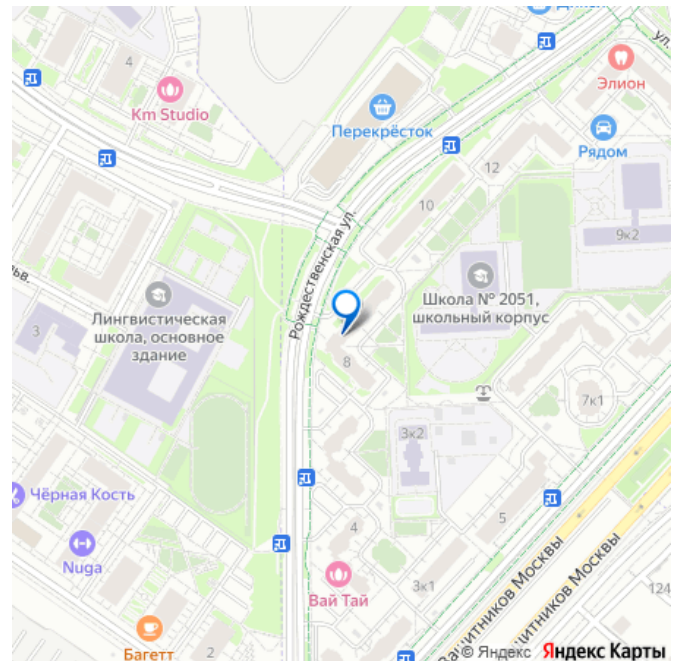 Дикси
4
Km Studio
Перекрёсток
ул.
Элион
Рядом
12
10
9к2
Рождественская ул.
Школа № 2051,
школьный корпус
Лингвистическая
школа, основное
здание
3
8
7к1
3к2
Чёрная Кость
Nuga
4
5
Вай Тай
3к1
Защитников Москвы
124
Багетт
2
© Яндекс Яндекс Карты